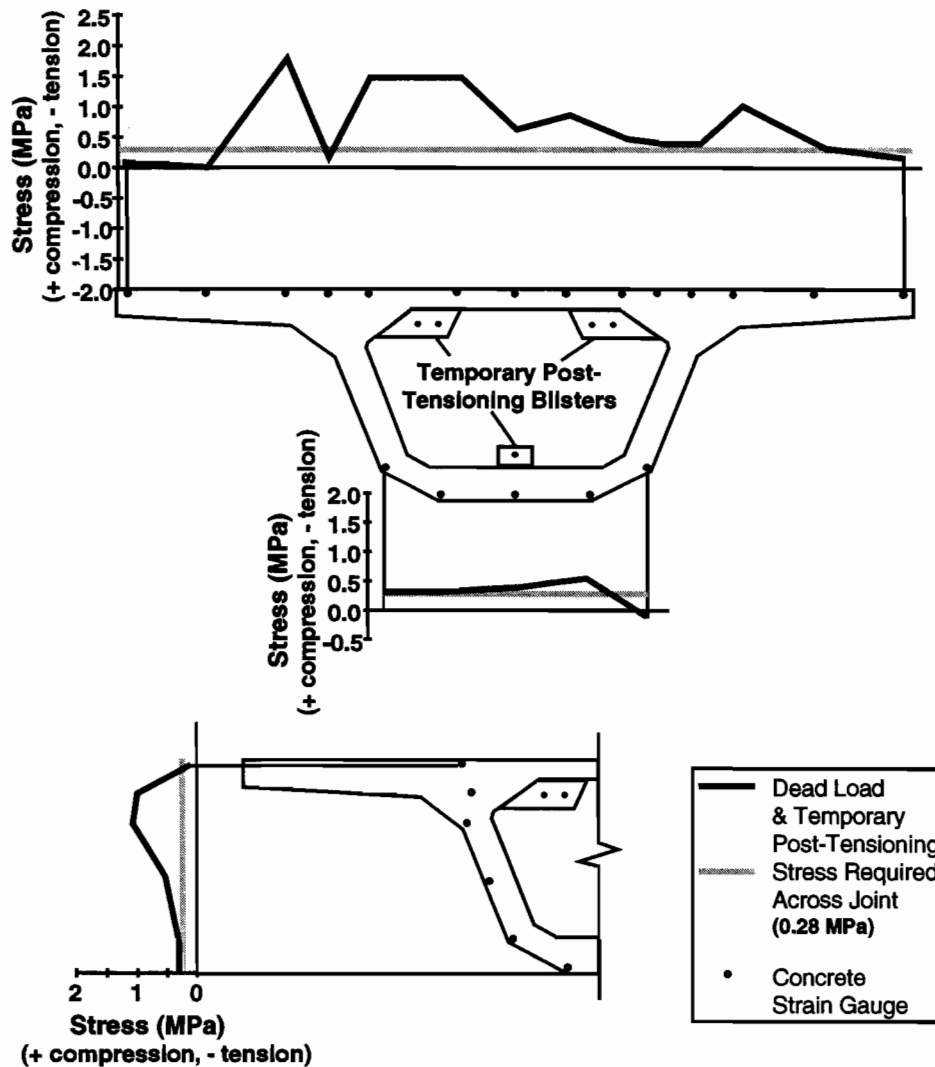 2.5
2.0
1.5
1.0
0.5
0.0
-0.5
-1.0
-1.5
-2.0
Stress (MPa)
(+ compression, - tension)
Temporary Post-
Tensioning Blisters
2.0
1.5
1.0
0.5
0.0
-0.5
Stress (MPa)
(+ compression, - tension)
2 1 0
Stress (MPa)
(+ compression, - tension)
Dead Load
& Temporary
Post-Tensioning
Stress Required
Across Joint
(0.28 MPa)
Concrete
Strain Gauge